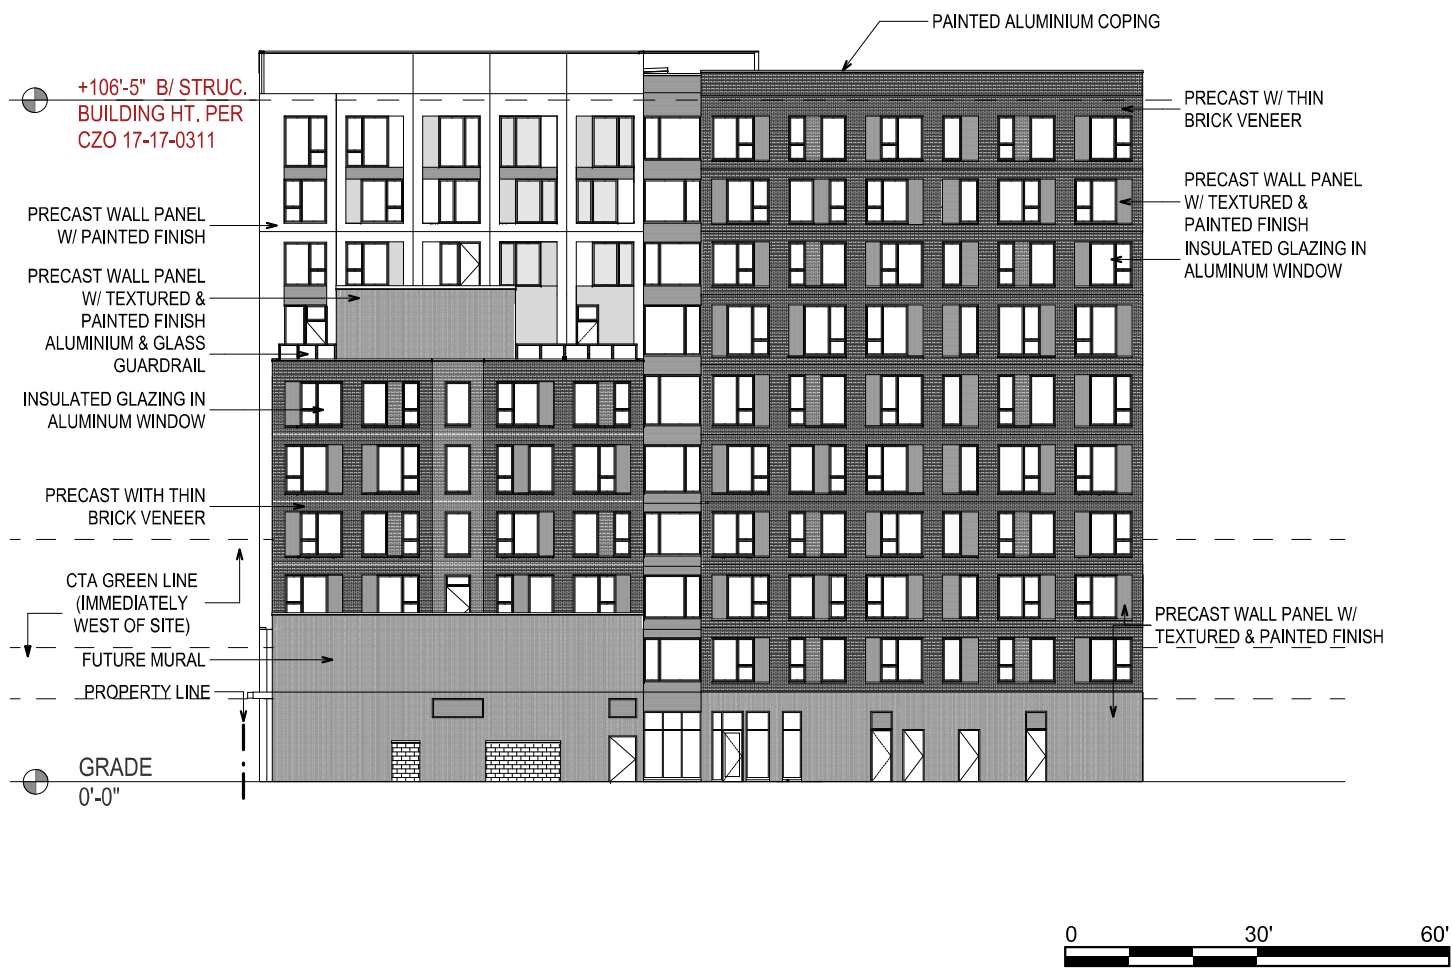 PAINTED ALUMINIUM COPING
+106'-5" B/ STRUC.
BUILDING HT. PER
CZO 17-17-0311
PRECAST WALL PANEL
W/ PAINTED FINISH
PRECAST WALL PANEL
W/ TEXTURED &
PAINTED FINISH
ALUMINIUM & GLASS
GUARDRAIL
INSULATED GLAZING IN
ALUMINUM WINDOW
PRECAST WITH THIN
BRICK VENEER
CTA GREEN LINE
(IMMEDIATELY
WEST OF SITE)
FUTURE MURAL
PROPERTY LINE
GRADE
0'-0"
PRECAST W/ THIN
BRICK VENEER
PRECAST WALL PANEL
W/ TEXTURED &
PAINTED FINISH
INSULATED GLAZING IN
ALUMINUM WINDOW
PRECAST WALL PANEL W/
TEXTURED & PAINTED FINISH
0 30' 60'